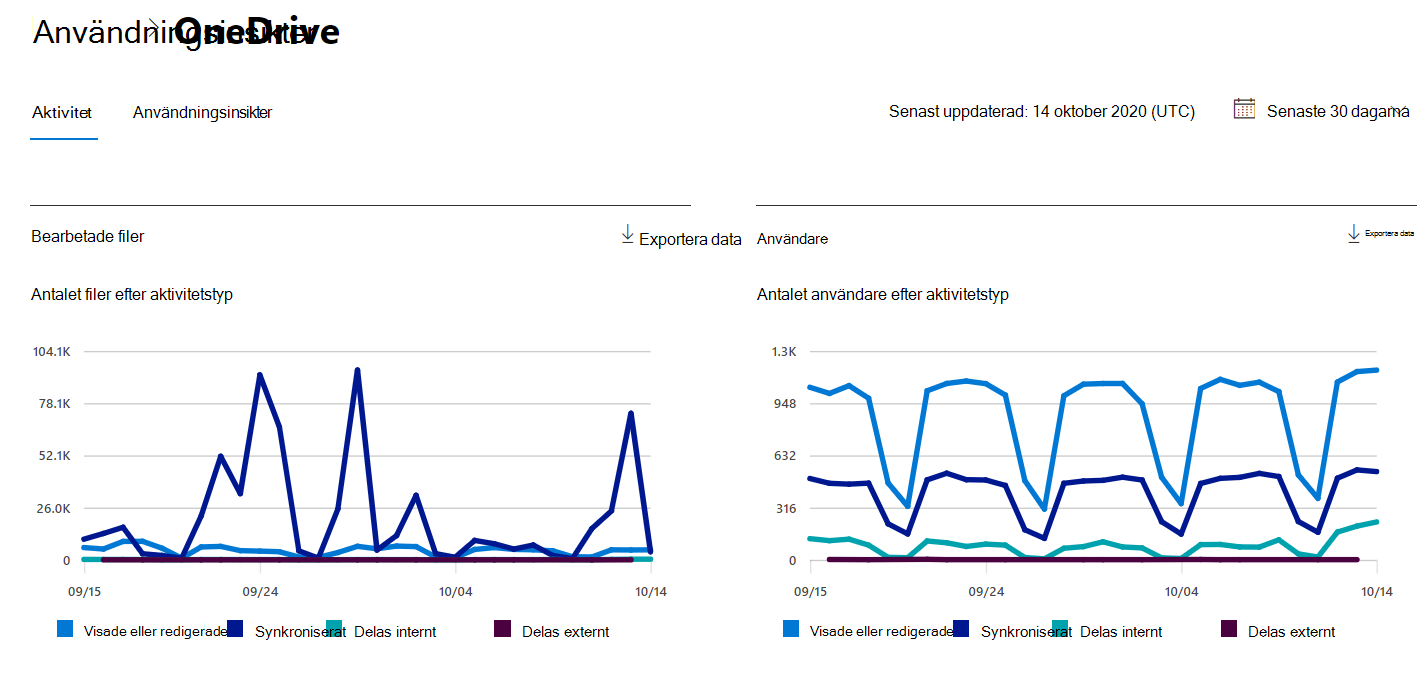 Användningsinsikter OneDrive
Aktivitet Användningsinsikter Senast uppdaterad: 14 oktober 2020 (UTC) Senaste 30 dagarna
Bearbetade filer Exportera data
Användare Exportera data
Antalet filer efter aktivitetstyp
104.1K
78.1K
52.1K
26.0K
0
09/15 09/24 10/04 10/14
Visade eller redigerade Synkroniserat Delas internt Delas externt
Antalet användare efter aktivitetstyp
1.3K
948
632
316
0
09/15 09/24 10/04 10/14
Visade eller redigerade Synkroniserat Delas internt Delas externt